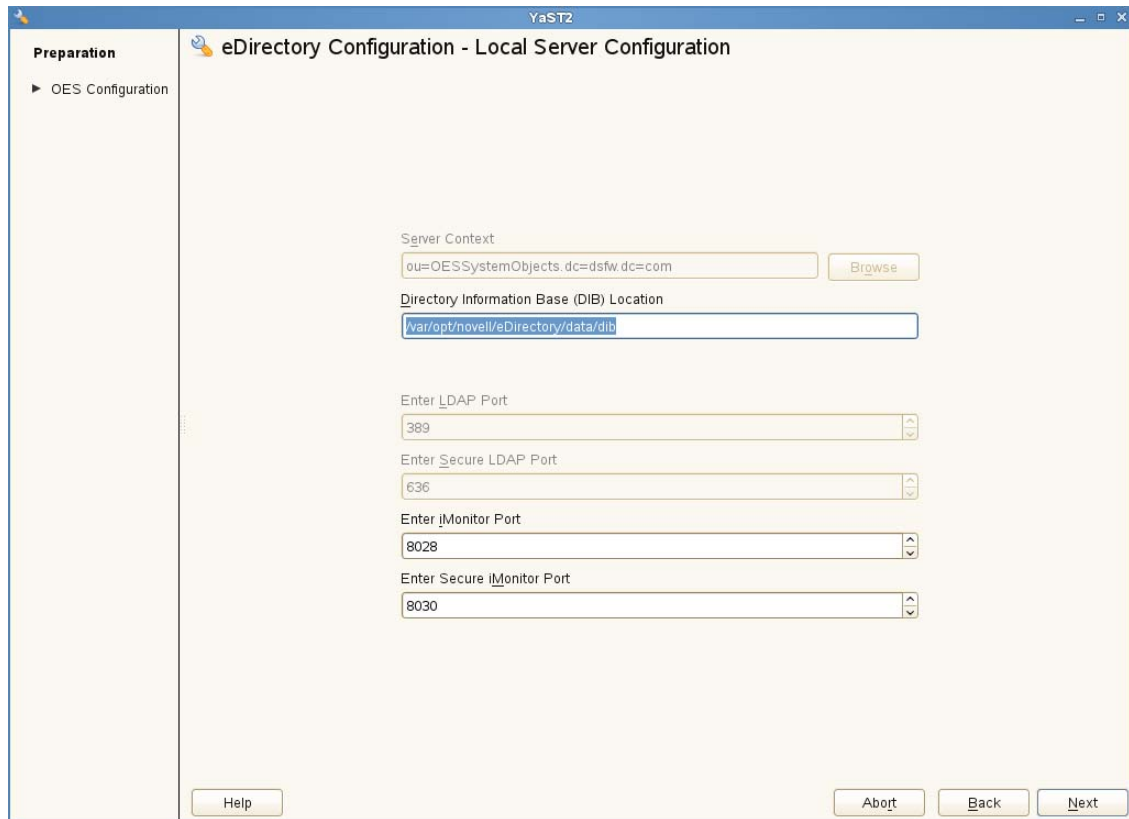 YaST2
Preparation
OES Configuration
eDirectory Configuration - Local Server Configuration
Server Context
ou=OESSystemObjects.dc=dsfw.dc=com
Browse
Directory Information Base (DIB) Location
/var/opt/novell/eDirectory/data/dib
Enter LDAP Port
389
Enter Secure LDAP Port
636
Enter iMonitor Port
8028
Enter Secure iMonitor Port
8030
Help
Abort
Back
Next